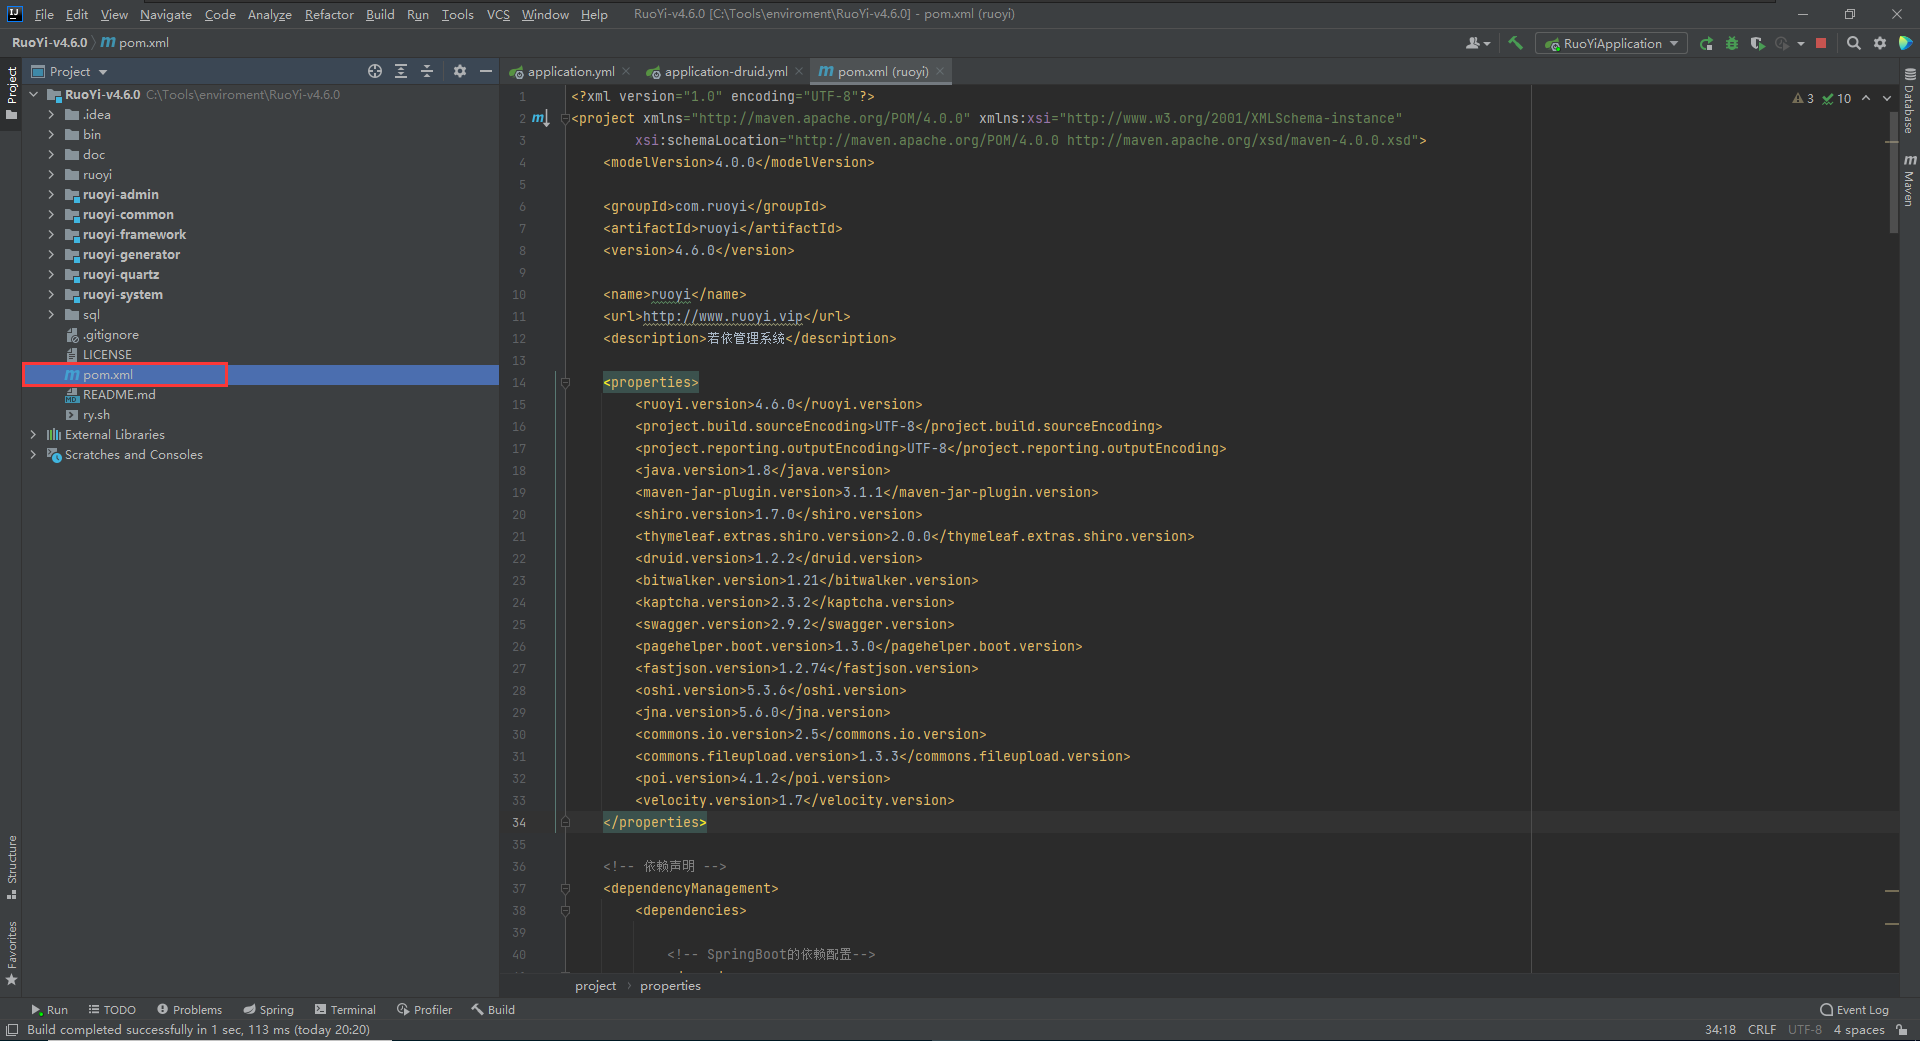 File Edit View Navigate Code Analyze Refactor Build Run Tools VCS Window Help RuoYi-v4.6.0 [C:\Tools\enviroment\RuoYi-v4.6.0] - pom.xml (ruoyi)
RuoYi-v4.6.0 pom.xml
RuoYiApplication
Project
application.yml
application-druid.yml
pom.xml (ruoyi)
Project
Structure
Favorites
RuoYi-v4.6.0 C:\Tools\enviroment\RuoYi-v4.6.0
.idea
bin
doc
ruoyi
ruoyi-admin
ruoyi-common
ruoyi-framework
ruoyi-generator
ruoyi-quartz
ruoyi-system
sql
.gitignore
LICENSE
pom.xml
README.md
ry.sh
External Libraries
Scratches and Consoles
3 10
Database
Maven
1 <?xml version="1.0" encoding="UTF-8"?>
2 <project xmlns="http://maven.apache.org/POM/4.0.0" xmlns:xsi="http://www.w3.org/2001/XMLSchema-instance"
3 xsi:schemaLocation="http://maven.apache.org/POM/4.0.0 http://maven.apache.org/xsd/maven-4.0.0.xsd">
4 <modelVersion>4.0.0</modelVersion>
5
6 <groupId>com.ruoyi</groupId>
7 <artifactId>ruoyi</artifactId>
8 <version>4.6.0</version>
9
10 <name>ruoyi</name>
11 <url>http://www.ruoyi.vip</url>
12 <description>若依管理系统</description>
13
14 <properties>
15 <ruoyi.version>4.6.0</ruoyi.version>
16 <project.build.sourceEncoding>UTF-8</project.build.sourceEncoding>
17 <project.reporting.outputEncoding>UTF-8</project.reporting.outputEncoding>
18 <java.version>1.8</java.version>
19 <maven-jar-plugin.version>3.1.1</maven-jar-plugin.version>
20 <shiro.version>1.7.0</shiro.version>
21 <thymeleaf.extras.shiro.version>2.0.0</thymeleaf.extras.shiro.version>
22 <druid.version>1.2.2</druid.version>
23 <bitwalker.version>1.21</bitwalker.version>
24 <kaptcha.version>2.3.2</kaptcha.version>
25 <swagger.version>2.9.2</swagger.version>
26 <pagehelper.boot.version>1.3.0</pagehelper.boot.version>
27 <fastjson.version>1.2.74</fastjson.version>
28 <oshi.version>5.3.6</oshi.version>
29 <jna.version>5.6.0</jna.version>
30 <commons.io.version>2.5</commons.io.version>
31 <commons.fileupload.version>1.3.3</commons.fileupload.version>
32 <poi.version>4.1.2</poi.version>
33 <velocity.version>1.7</velocity.version>
34 </properties>
35
36 <!-- 依赖声明 -->
37 <dependencyManagement>
38 <dependencies>
39
40 <!-- SpringBoot的依赖配置-->
project properties
Run TODO Problems Spring Terminal Profiler Build Event Log
Build completed successfully in 1 sec, 113 ms (today 20:20) 34:18 CRLF UTF-8 4 spaces